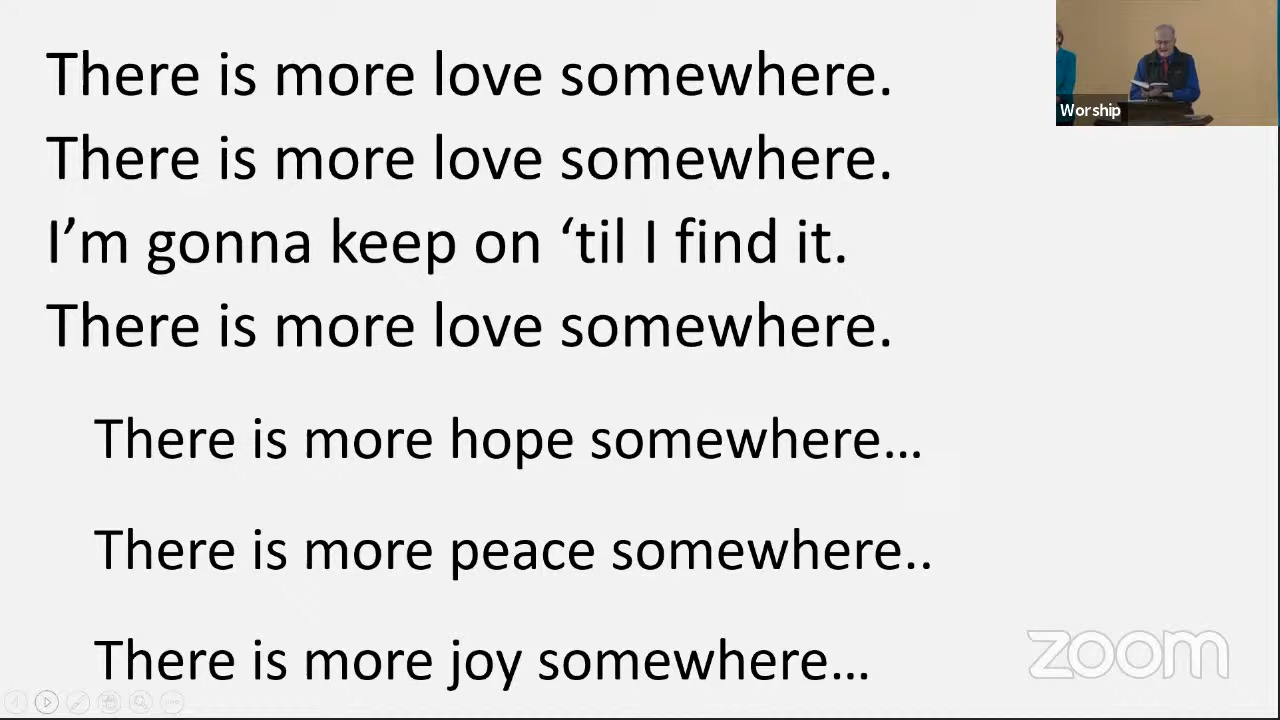 There is more love somewhere.
There is more love somewhere.
I’m gonna keep on ‘til I find it.
There is more love somewhere.
There is more hope somewhere…
There is more peace somewhere..
There is more joy somewhere…
Worship
zoom